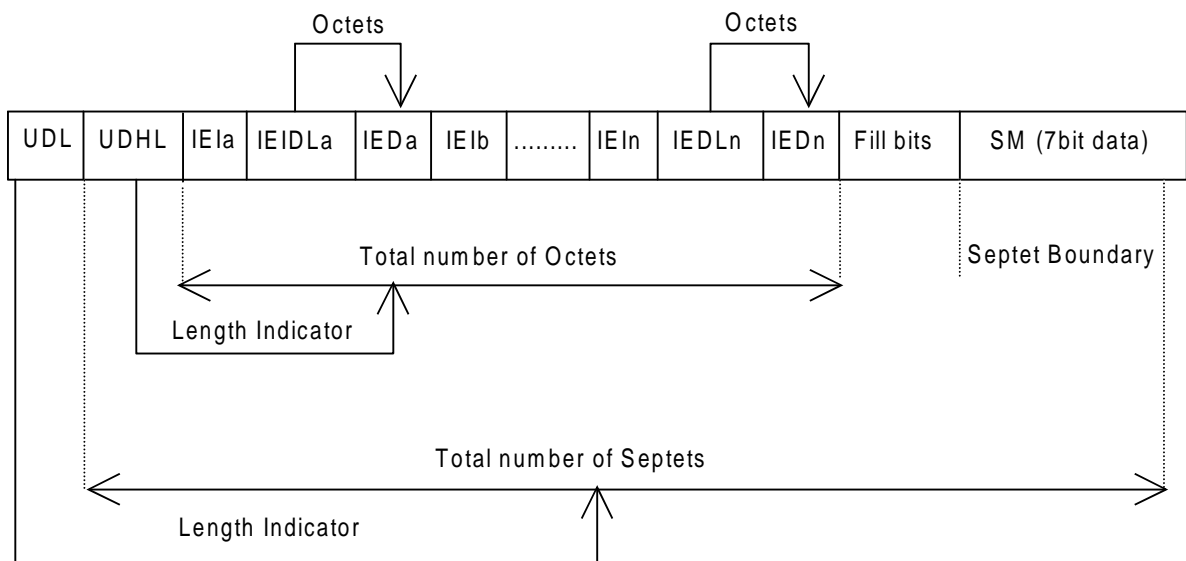 Octets Octets
UDL UDHL IEIa IEIDLa IEDa IEIb ......... IEIn IEDLn IEDn Fill bits SM (7bit data)
Total number of Octets
Septet Boundary
Length Indicator
Total number of Septets
Length Indicator